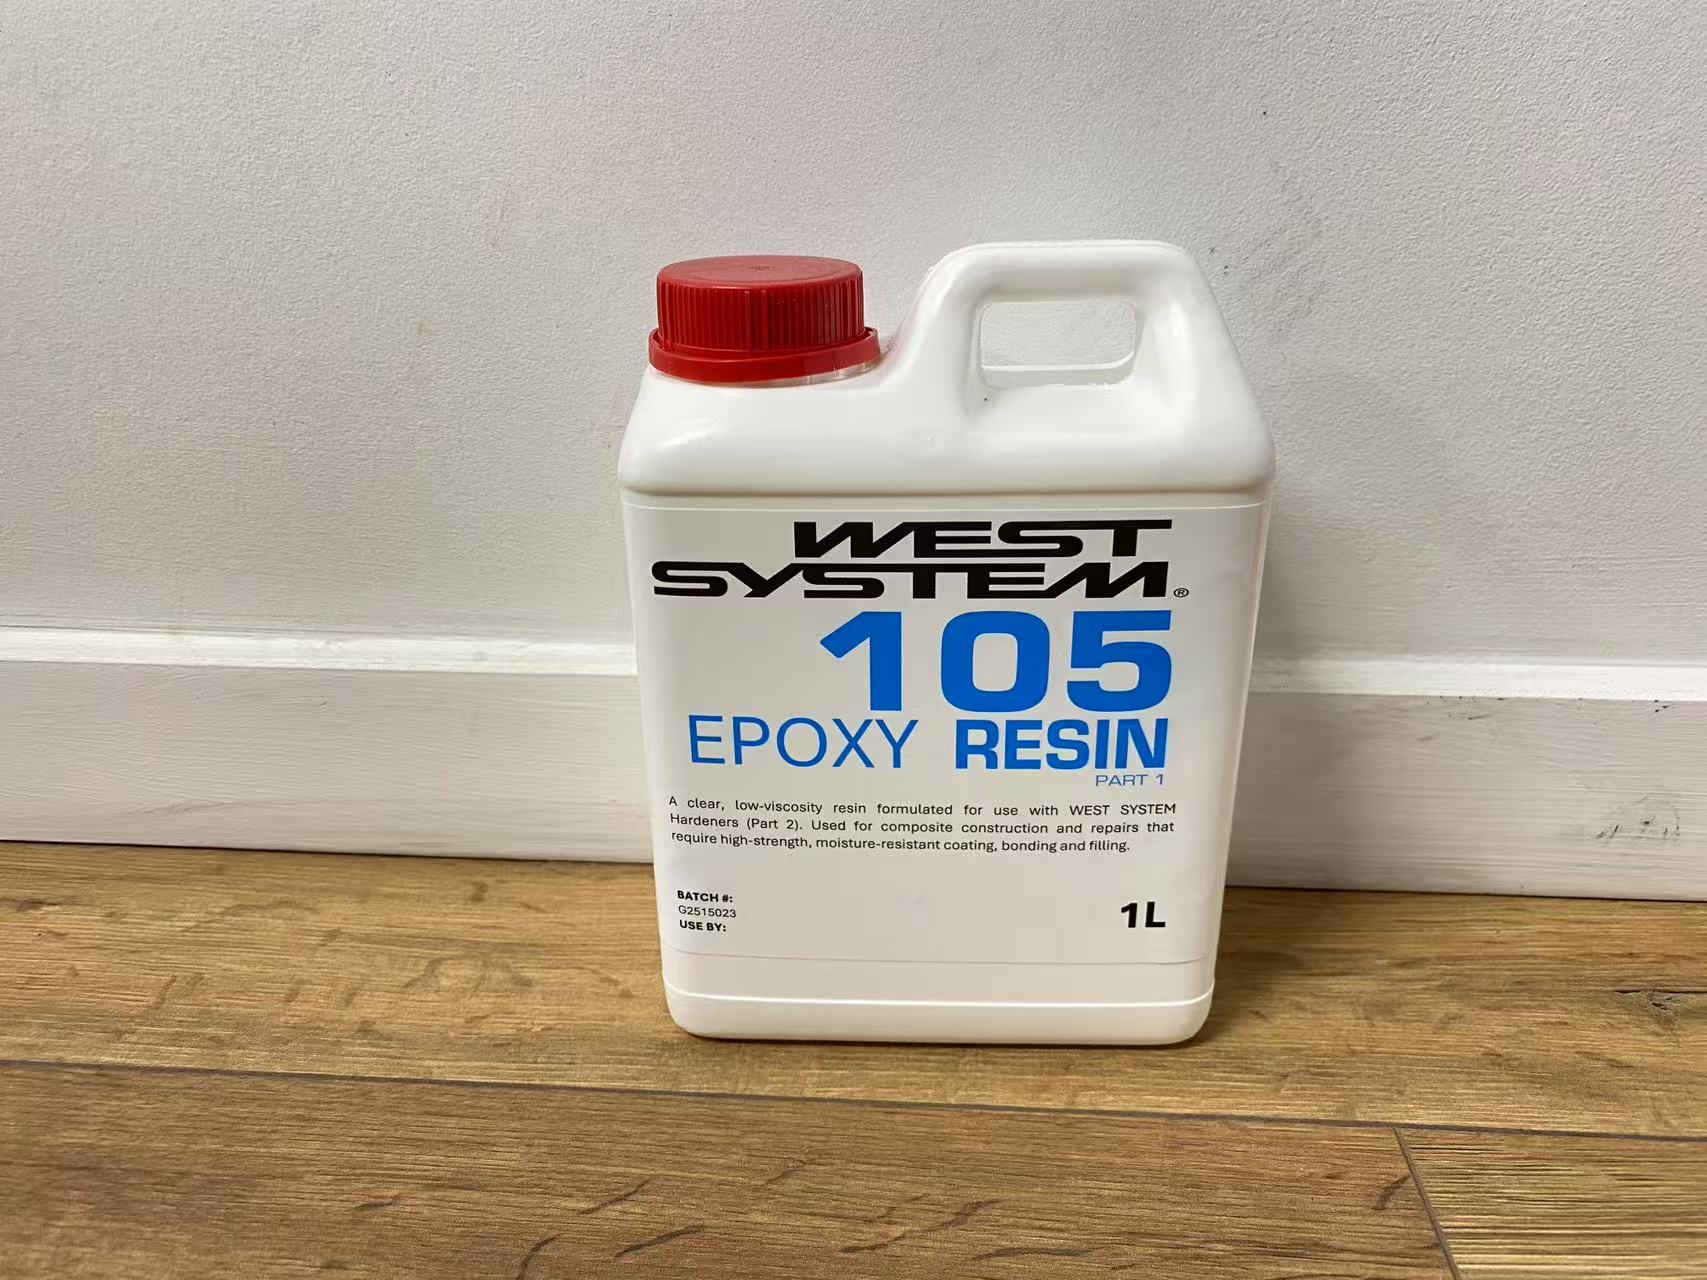 WEST
SYSTEM®
105
EPOXY RESIN
PART 1
A clear, low-viscosity resin formulated for use with WEST SYSTEM
Hardeners (Part 2). Used for composite construction and repairs that
require high-strength, moisture-resistant coating, bonding and filling.
BATCH #:
G2515023
USE BY:
1L